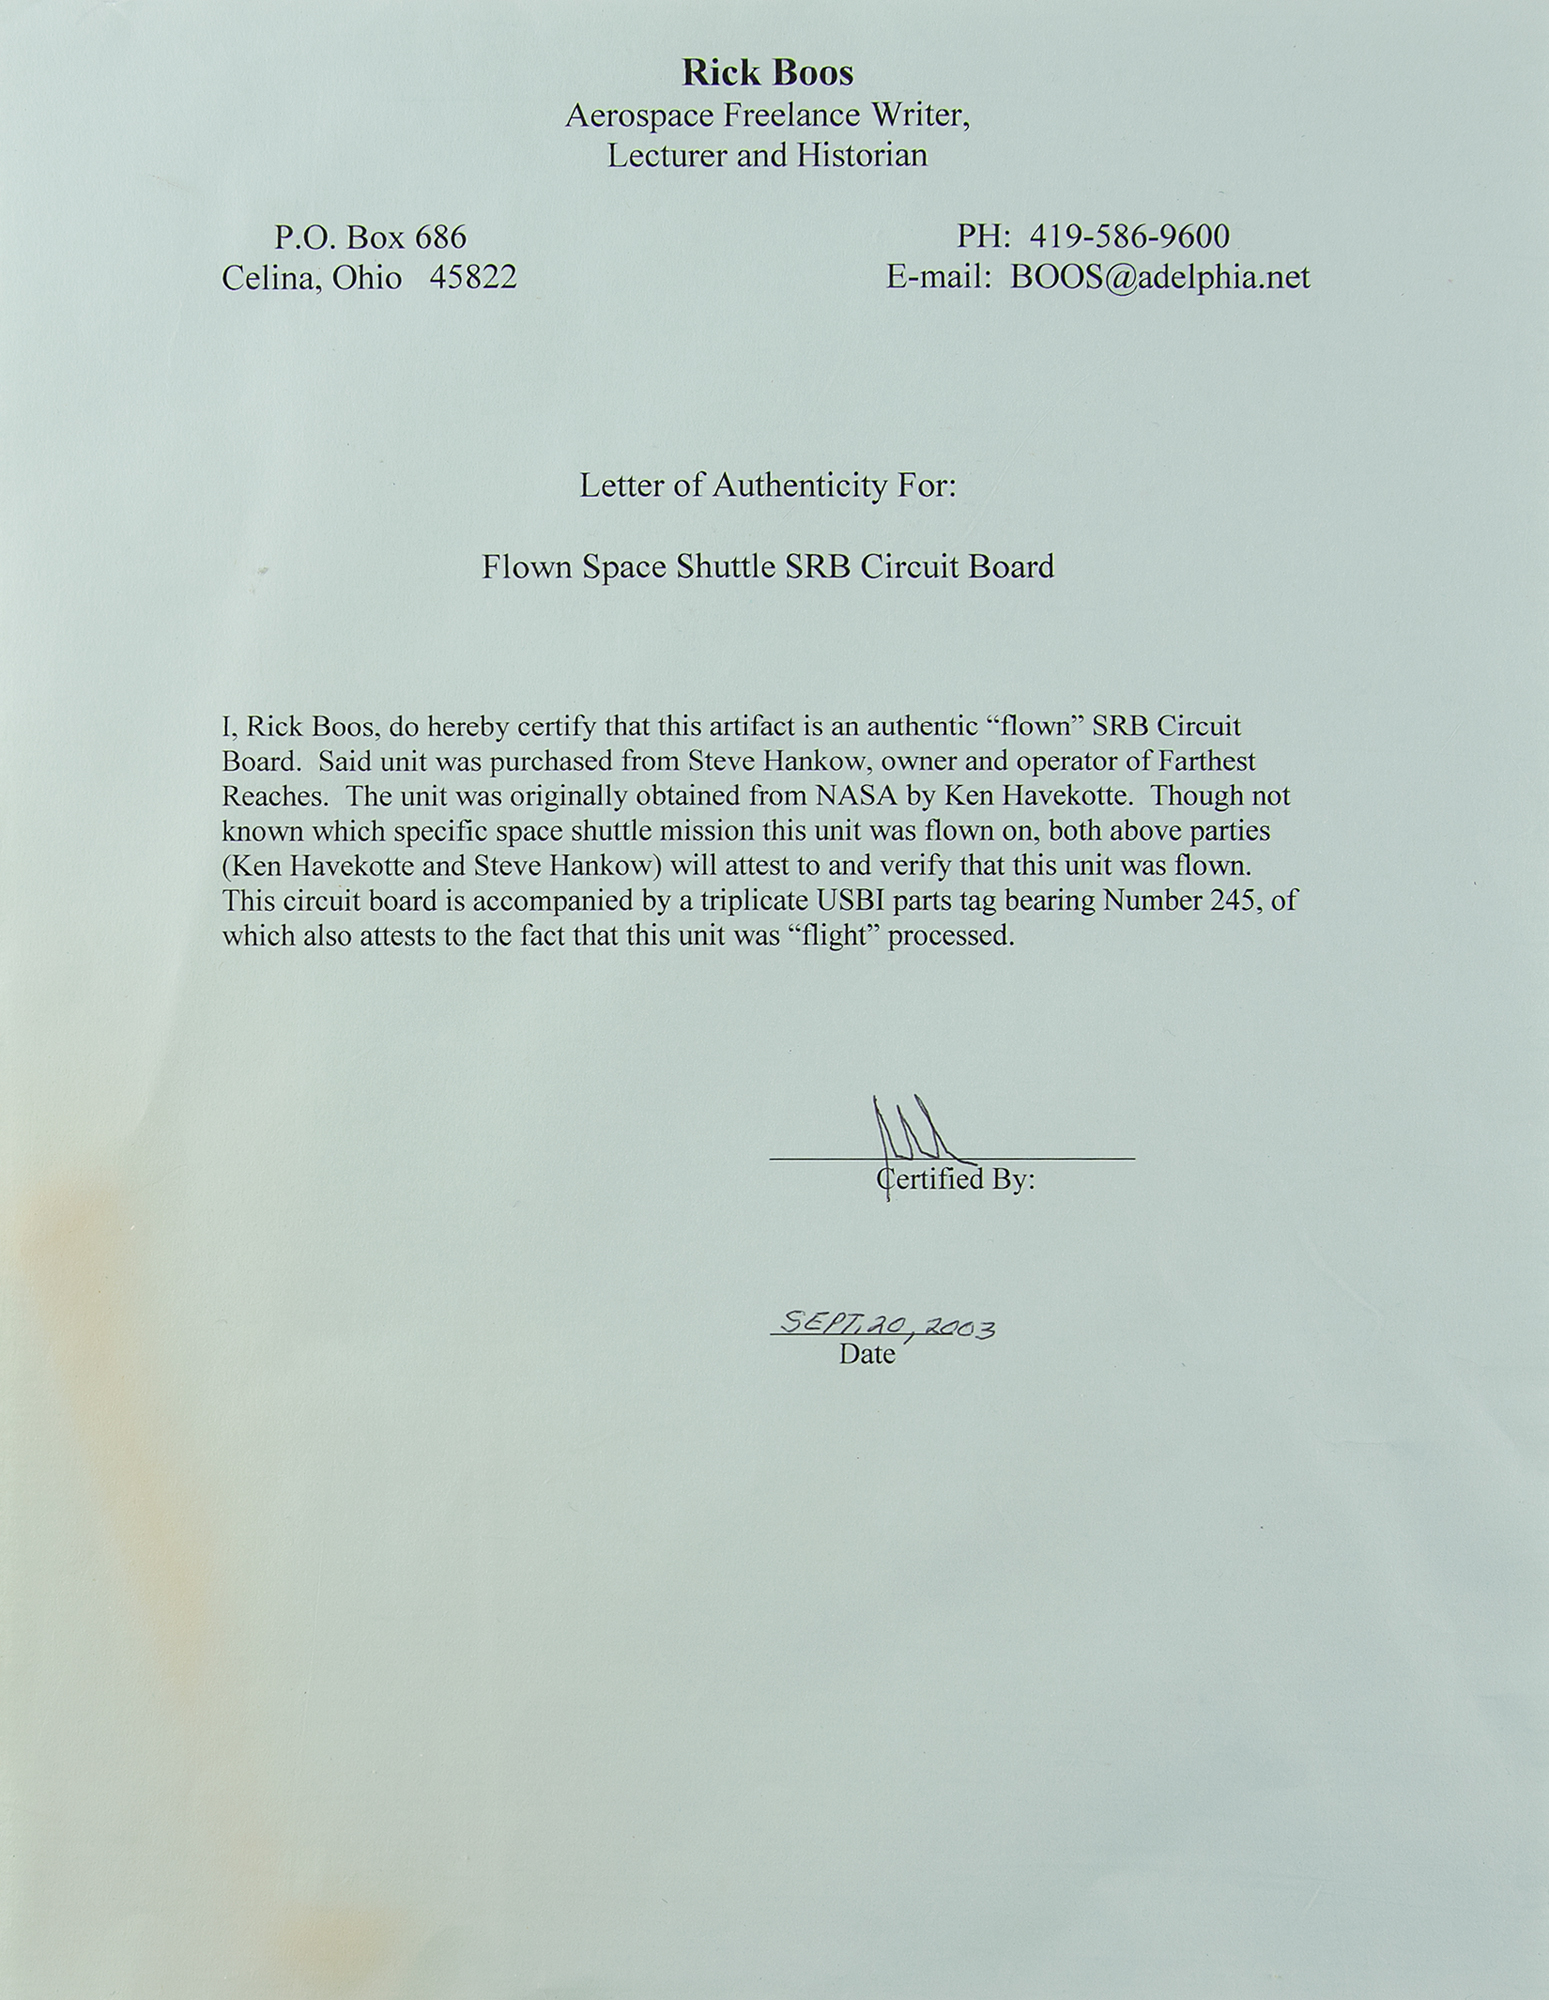 Rick Boos
Aerospace Freelance Writer,
Lecturer and Historian
P.O. Box 686
Celina, Ohio 45822
PH: 419-586-9600
E-mail: BOOS@adelphia.net
Letter of Authenticity For:
Flown Space Shuttle SRB Circuit Board
I, Rick Boos, do hereby certify that this artifact is an authentic “flown” SRB Circuit
Board. Said unit was purchased from Steve Hankow, owner and operator of Farthest
Reaches. The unit was originally obtained from NASA by Ken Havekotte. Though not
known which specific space shuttle mission this unit was flown on, both above parties
(Ken Havekotte and Steve Hankow) will attest to and verify that this unit was flown.
This circuit board is accompanied by a triplicate USBI parts tag bearing Number 245, of
which also attests to the fact that this unit was “flight” processed.
Certified By:
SEPT. 20, 2003
Date